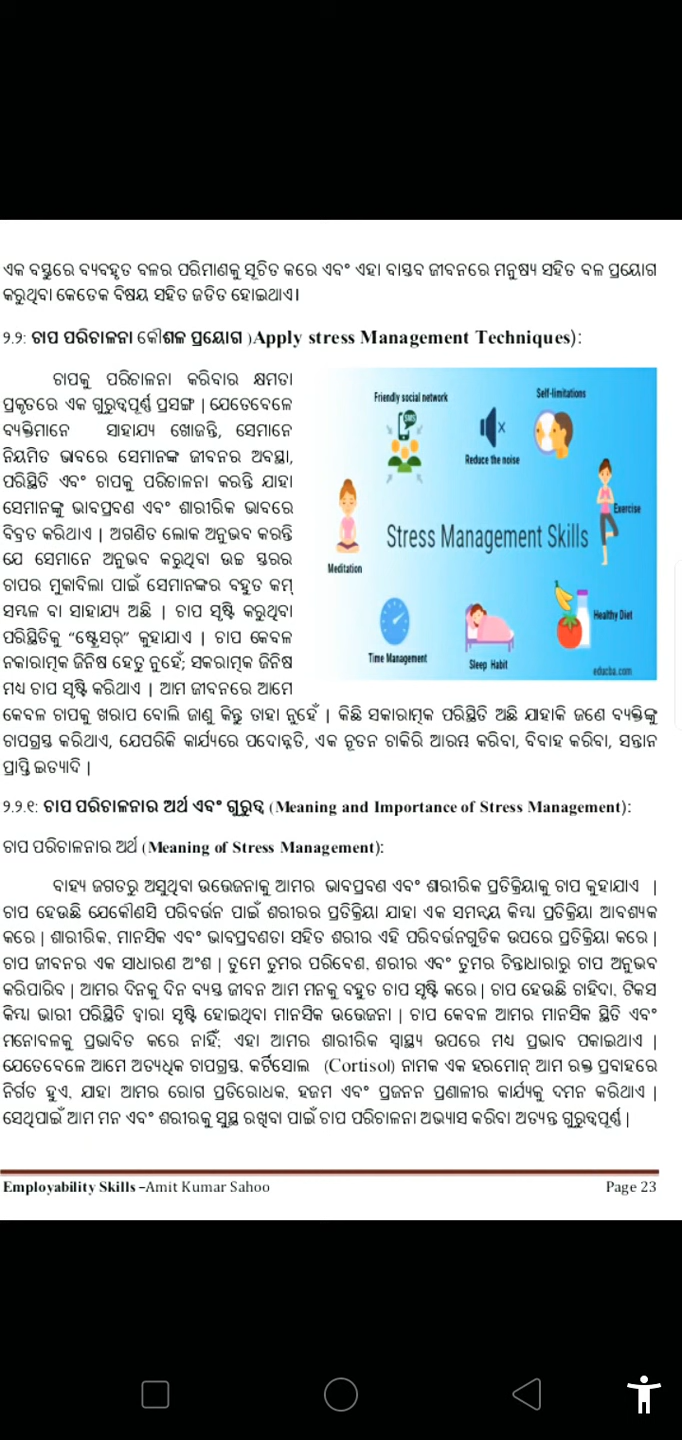 ଏକ ବସ୍ତୁରେ ବ୍ୟବହୃତ ବଳର ପରିମାଣକୁ ସୂଚିତ କରେ ଏବଂ ଏହା ବାସ୍ତବ ଜୀବନରେ ମନୁଷ୍ୟ ସହିତ ବଳ ପ୍ରୟୋଗ
କରୁଥିବା କେତେକ ବିଷୟ ସହିତ ଜଡିତ ହୋଇଥାଏ।
୨.୨: ଚାପ ପରିଚାଳନା କୌଶଳ ପ୍ରୟୋଗ )Apply stress Management Techniques):
ଚାପକୁ ପରିଚାଳନା କରିବାର କ୍ଷମତା
ପ୍ରକୃତରେ ଏକ ଗୁରୁତ୍ୱପୂର୍ଣ୍ଣ ପ୍ରସଙ୍ଗ | ଯେତେବେଳେ
ବ୍ୟକ୍ତିମାନେ ସାହାଯ୍ୟ ଖୋଜନ୍ତି, ସେମାନେ
ନିୟମିତ ଭାବରେ ସେମାନଙ୍କ ଜୀବନର ଅବସ୍ଥା,
ପରିସ୍ଥିତି ଏବଂ ଚାପକୁ ପରିଚାଳନା କରନ୍ତି ଯାହା
ସେମାନଙ୍କୁ ଭାବପ୍ରବଣ ଏବଂ ଶାରୀରିକ ଭାବରେ
ବିବ୍ରତ କରିଥାଏ | ଅଗଣିତ ଲୋକ ଅନୁଭବ କରନ୍ତି
ଯେ ସେମାନେ ଅନୁଭବ କରୁଥିବା ଉଚ୍ଚ ସ୍ତରର
ଚାପର ମୁକାବିଲା ପାଇଁ ସେମାନଙ୍କର ବହୁତ କମ୍
ସମ୍ବଳ ବା ସାହାଯ୍ୟ ଅଛି | ଚାପ ସୃଷ୍ଟି କରୁଥିବା
ପରିସ୍ଥିତିକୁ “ଷ୍ଟ୍ରେସର୍” କୁହାଯାଏ | ଚାପ କେବଳ
ନକାରାତ୍ମକ ଜିନିଷ ହେତୁ ନୁହେଁ; ସକରାତ୍ମକ ଜିନିଷ
ମଧ୍ୟ ଚାପ ସୃଷ୍ଟି କରିଥାଏ | ଆମ ଜୀବନରେ ଆମେ
Friendly social network
SMS
Self-limitations
Reduce the noise
Exercise
Stress Management Skills
Meditation
Healthy Diet
Time Management
Sleep Habit
educba.com
କେବଳ ଚାପକୁ ଖରାପ ବୋଲି ଜାଣୁ କିନ୍ତୁ ତାହା ନୁହେଁ | କିଛି ସକାରାତ୍ମକ ପରିସ୍ଥିତି ଅଛି ଯାହାକି ଜଣେ ବ୍ୟକ୍ତିଙ୍କୁ
ଚାପଗ୍ରସ୍ତ କରିଥାଏ, ଯେପରିକି କାର୍ଯ୍ୟରେ ପଦୋନ୍ନତି, ଏକ ନୂତନ ଚାକିରି ଆରମ୍ଭ କରିବା, ବିବାହ କରିବା, ସନ୍ତାନ
ପ୍ରାପ୍ତି ଇତ୍ୟାଦି |
୨.୨.୧: ଚାପ ପରିଚାଳନାର ଅର୍ଥ ଏବଂ ଗୁରୁତ୍ୱ (Meaning and Importance of Stress Management):
ଚାପ ପରିଚାଳନାର ଅର୍ଥ (Meaning of Stress Management):
ବାହ୍ୟ ଜଗତରୁ ଅସୁଥିବା ଉତ୍ତେଜନାକୁ ଆମର ଭାବପ୍ରବଣ ଏବଂ ଶାରୀରିକ ପ୍ରତିକ୍ରିୟାକୁ ଚାପ କୁହାଯାଏ |
ଚାପ ହେଉଛି ଯେକୌଣସି ପରିବର୍ତ୍ତନ ପାଇଁ ଶରୀରର ପ୍ରତିକ୍ରିୟା ଯାହା ଏକ ସମନ୍ୱୟ କିମ୍ବା ପ୍ରତିକ୍ରିୟା ଆବଶ୍ୟକ
କରେ | ଶାରୀରିକ, ମାନସିକ ଏବଂ ଭାବପ୍ରବଣତା ସହିତ ଶରୀର ଏହି ପରିବର୍ତ୍ତନଗୁଡିକ ଉପରେ ପ୍ରତିକ୍ରିୟା କରେ |
ଚାପ ଜୀବନର ଏକ ସାଧାରଣ ଅଂଶ | ତୁମେ ତୁମର ପରିବେଶ, ଶରୀର ଏବଂ ତୁମର ଚିନ୍ତାଧାରାରୁ ଚାପ ଅନୁଭବ
କରିପାରିବ | ଆମର ଦିନକୁ ଦିନ ବ୍ୟସ୍ତ ଜୀବନ ଆମ ମନକୁ ବହୁତ ଚାପ ସୃଷ୍ଟି କରେ | ଚାପ ହେଉଛି ଚାହିଦା, ଟିକସ
କିମ୍ବା ଭାରୀ ପରିସ୍ଥିତି ଦ୍ୱାରା ସୃଷ୍ଟି ହୋଇଥିବା ମାନସିକ ଉତ୍ତେଜନା | ଚାପ କେବଳ ଆମର ମାନସିକ ସ୍ଥିତି ଏବଂ
ମନୋବଳକୁ ପ୍ରଭାବିତ କରେ ନାହିଁ; ଏହା ଆମର ଶାରୀରିକ ସ୍ୱାସ୍ଥ୍ୟ ଉପରେ ମଧ୍ୟ ପ୍ରଭାବ ପକାଇଥାଏ |
ଯେତେବେଳେ ଆମେ ଅତ୍ୟଧିକ ଚାପଗ୍ରସ୍ତ, କର୍ଟିସୋଲ (Cortisol) ନାମକ ଏକ ହରମୋନ୍ ଆମ ରକ୍ତ ପ୍ରବାହରେ
ନିର୍ଗତ ହୁଏ, ଯାହା ଆମର ରୋଗ ପ୍ରତିରୋଧକ, ହଜମ ଏବଂ ପ୍ରଜନନ ପ୍ରଣାଳୀର କାର୍ଯ୍ୟକୁ ଦମନ କରିଥାଏ |
ସେଥିପାଇଁ ଆମ ମନ ଏବଂ ଶରୀରକୁ ସୁସ୍ଥ ରଖିବା ପାଇଁ ଚାପ ପରିଚାଳନା ଅଭ୍ୟାସ କରିବା ଅତ୍ୟନ୍ତ ଗୁରୁତ୍ୱପୂର୍ଣ୍ଣ |
Employability Skills –Amit Kumar Sahoo
Page 23